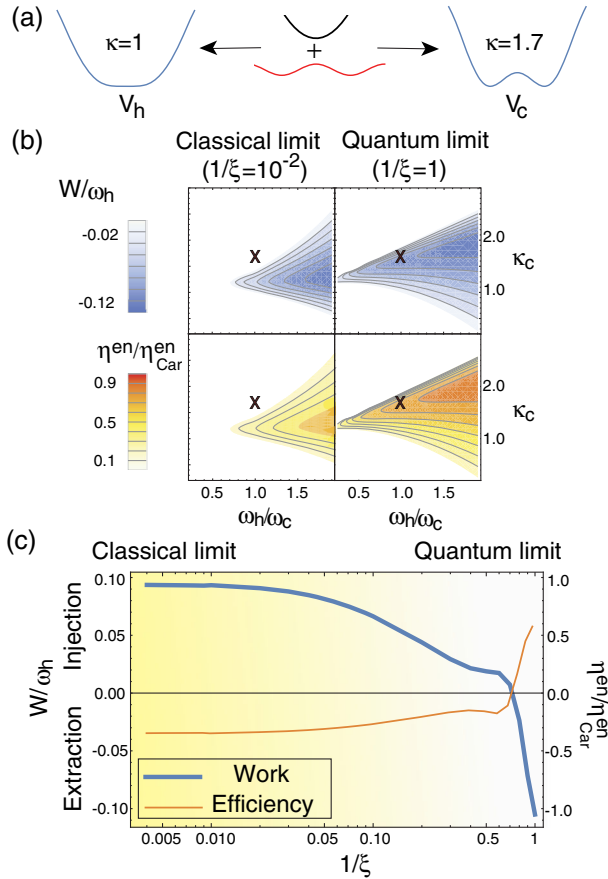 (a)
κ=1
+
κ=1.7
V_h
V_c
(b)
Classical limit
(1/ξ=10⁻²)
Quantum limit
(1/ξ=1)
W/ω_h
-0.02
-0.12
X
X
2.0
κ_c
1.0
η^en/η^en_Car
0.9
0.5
0.1
X
X
2.0
κ_c
1.0
0.5
1.0
1.5
0.5
1.0
1.5
ω_h/ω_c
ω_h/ω_c
(c)
Classical limit
Quantum limit
W/ω_h
Extraction
Injection
0.10
0.05
0.00
-0.05
-0.10
1.0
0.5
0.0
-0.5
-1.0
η^en/η^en_Car
Work
Efficiency
0.005
0.010
0.05
0.10
0.5
1
1/ξ